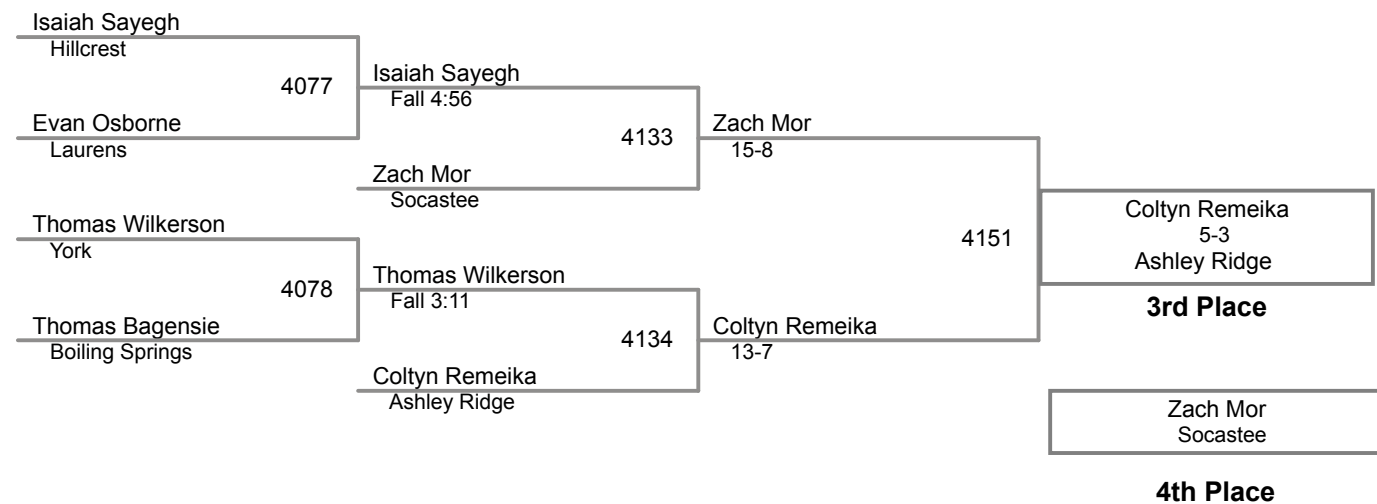 Isaiah Sayegh
Hillcrest
4077
Isaiah Sayegh
Fall 4:56
Evan Osborne
Laurens
4133
Zach Mor
15-8
Zach Mor
Socastee
Thomas Wilkerson
York
4151
Coltyn Remeika
5-3
Ashley Ridge
3rd Place
4078
Thomas Wilkerson
Fall 3:11
Thomas Bagensie
Boiling Springs
4134
Coltyn Remeika
13-7
Coltyn Remeika
Ashley Ridge
Zach Mor
Socastee
4th Place